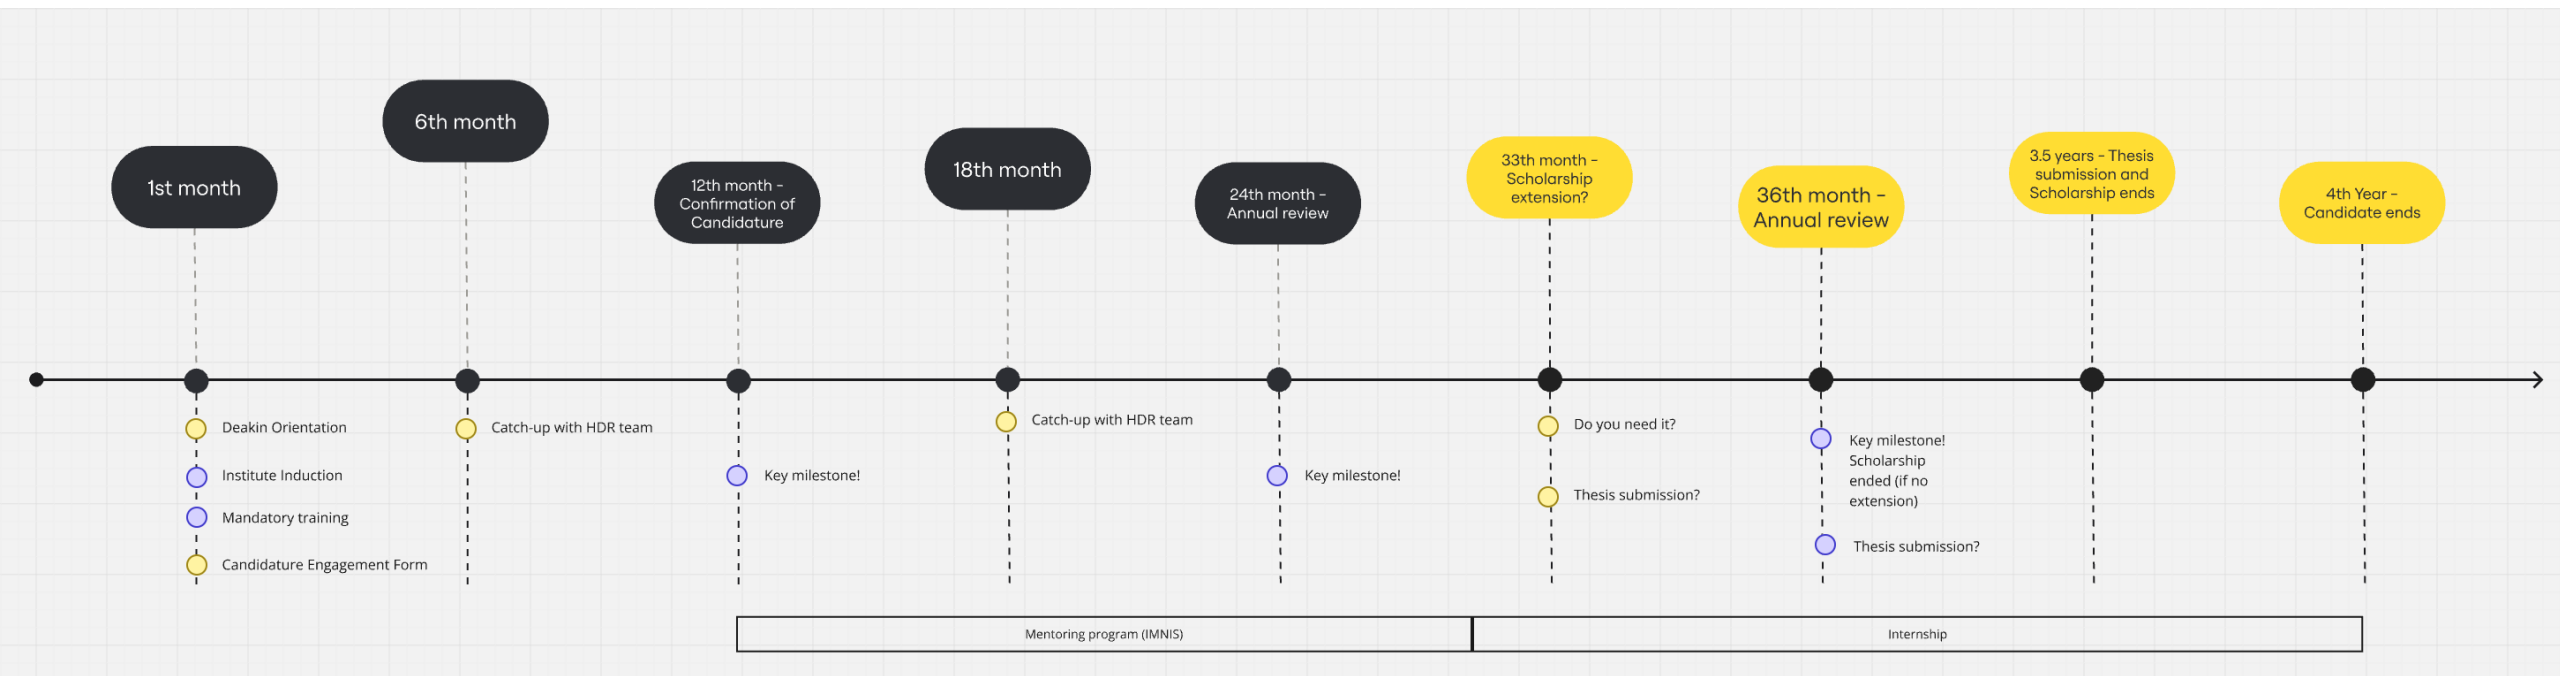 1st month
6th month
12th month -
Confirmation of
Candidature
18th month
24th month -
Annual review
33th month -
Scholarship
extension?
36th month -
Annual review
3.5 years - Thesis
submission and
Scholarship ends
4th Year -
Candidate ends
Deakin Orientation
Institute Induction
Mandatory training
Candidature Engagement Form
Catch-up with HDR team
Key milestone!
Catch-up with HDR team
Key milestone!
Do you need it?
Thesis submission?
Key milestone!
Scholarship
ended (if no
extension)
Thesis submission?
Mentoring program (IMNIS)
Internship